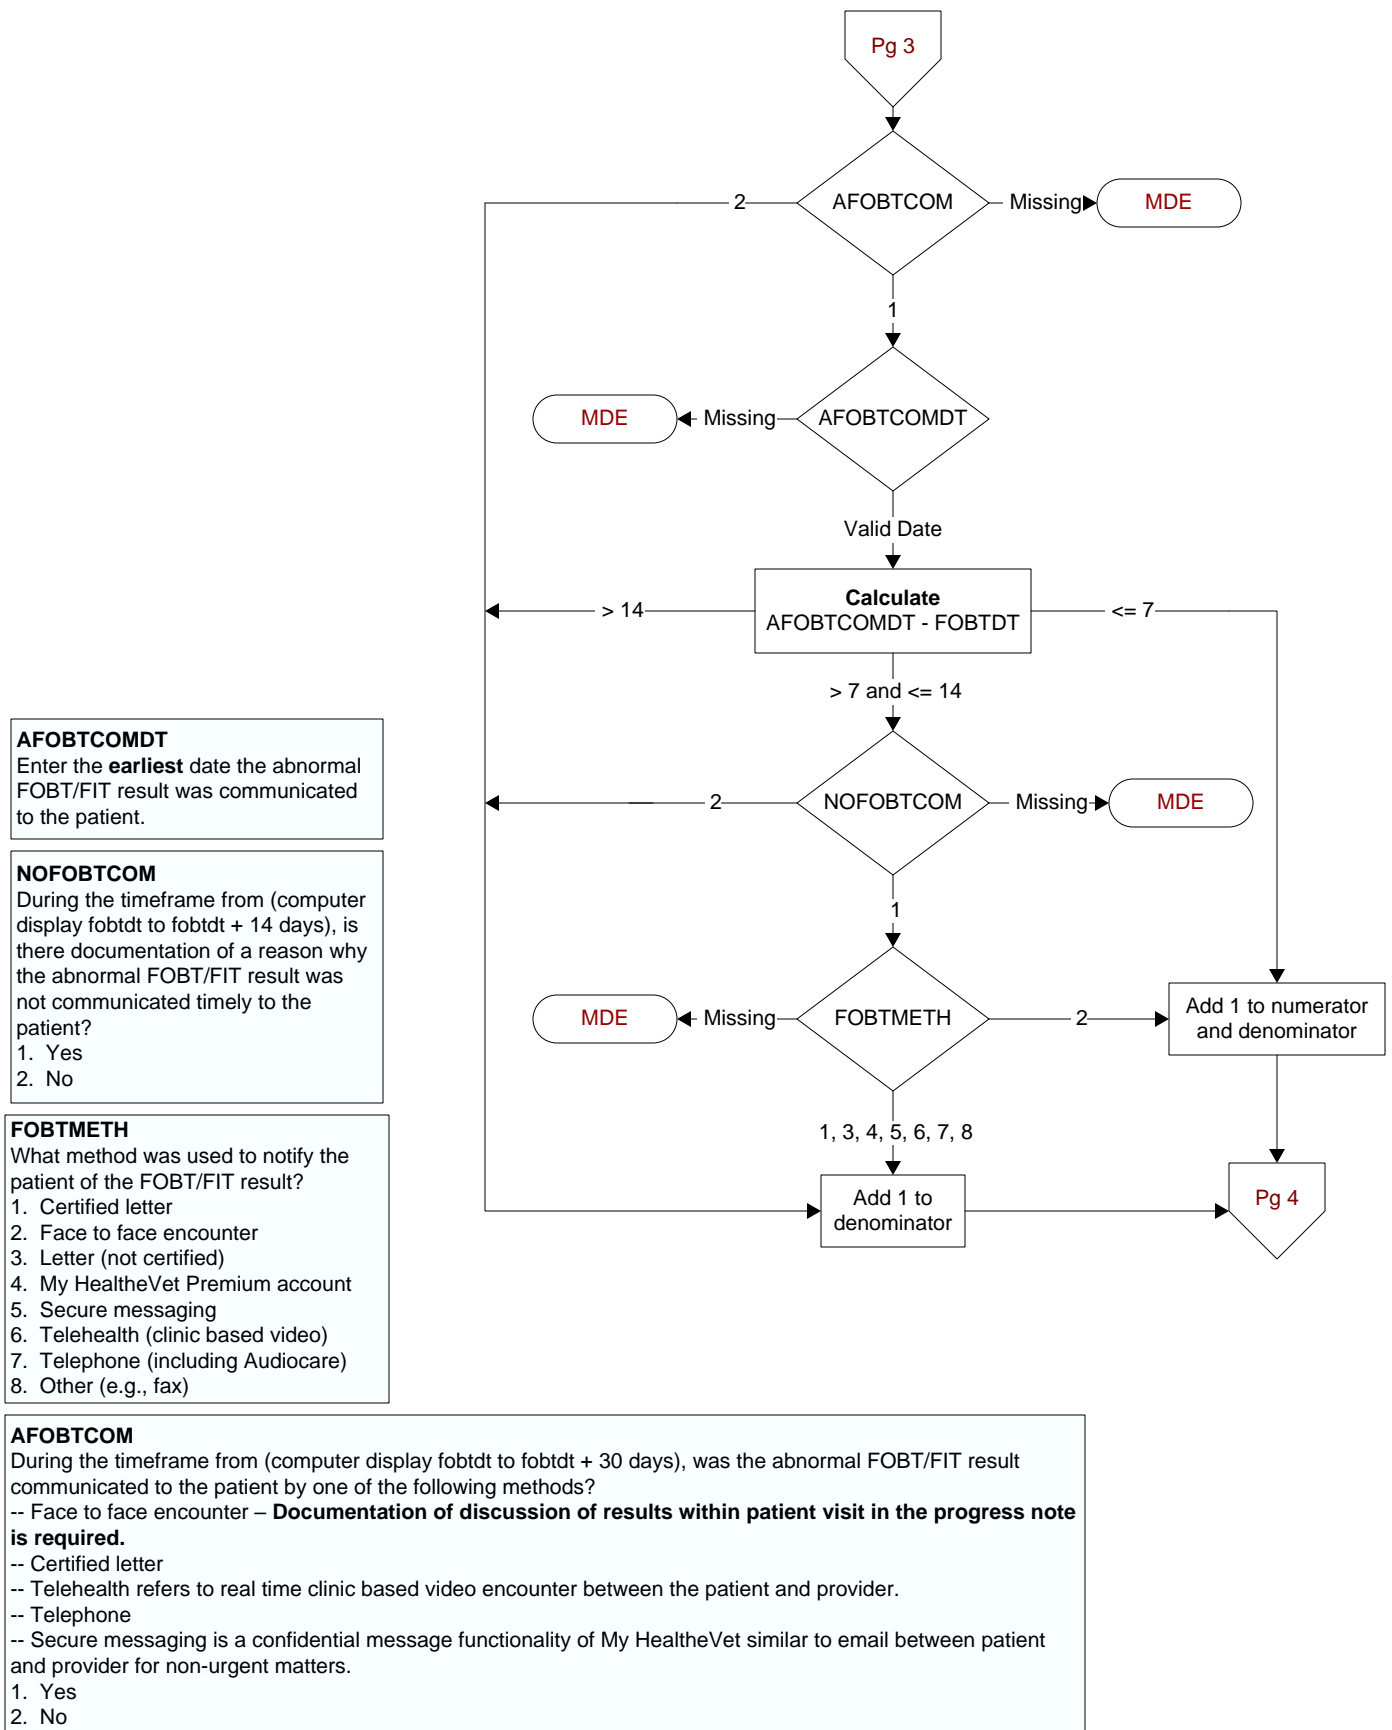 Pg 3
2
AFOBTCOM
Missing
MDE
1
MDE
Missing
AFOBTCOMDT
Valid Date
> 14
Calculate
AFOBTCOMDT - FOBTDT
<= 7
> 7 and <= 14
2
NOFOBTCOM
Missing
MDE
1
MDE
Missing
FOBTMETH
2
Add 1 to numerator
and denominator
1, 3, 4, 5, 6, 7, 8
Add 1 to
denominator
Pg 4
AFOBTCOMDT
Enter the earliest date the abnormal
FOBT/FIT result was communicated
to the patient.
NOFOBTCOM
During the timeframe from (computer
display fobtdt to fobtdt + 14 days), is
there documentation of a reason why
the abnormal FOBT/FIT result was
not communicated timely to the
patient?
1. Yes
2. No
FOBTMETH
What method was used to notify the
patient of the FOBT/FIT result?
1. Certified letter
2. Face to face encounter
3. Letter (not certified)
4. My HealtheVet Premium account
5. Secure messaging
6. Telehealth (clinic based video)
7. Telephone (including Audiocare)
8. Other (e.g., fax)
AFOBTCOM
During the timeframe from (computer display fobtdt to fobtdt + 30 days), was the abnormal FOBT/FIT result
communicated to the patient by one of the following methods?
-- Face to face encounter – Documentation of discussion of results within patient visit in the progress note
is required.
-- Certified letter
-- Telehealth refers to real time clinic based video encounter between the patient and provider.
-- Telephone
-- Secure messaging is a confidential message functionality of My HealtheVet similar to email between patient
and provider for non-urgent matters.
1. Yes
2. No